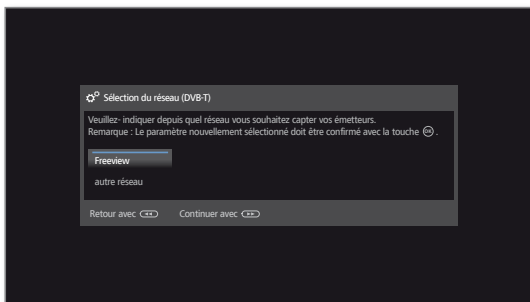 Sélection du réseau (DVB-T)
Veuillez- indiquer depuis quel réseau vous souhaitez capter vos émetteurs.
Remarque : Le paramètre nouvellement sélectionné doit être confirmé avec la touche OK .
Freeview
autre réseau
Retour avec Continuer avec